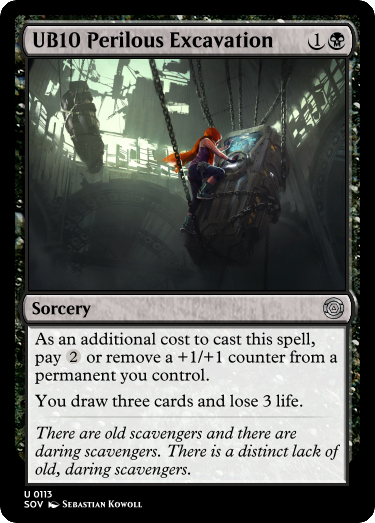 UB10 Perilous Excavation 1
Sorcery
As an additional cost to cast this spell,
pay 2 or remove a +1/+1 counter from a
permanent you control.
You draw three cards and lose 3 life.
There are old scavengers and there are
daring scavengers. There is a distinct lack of
old, daring scavengers.
U 0113
SOV Sebastian Kowoll